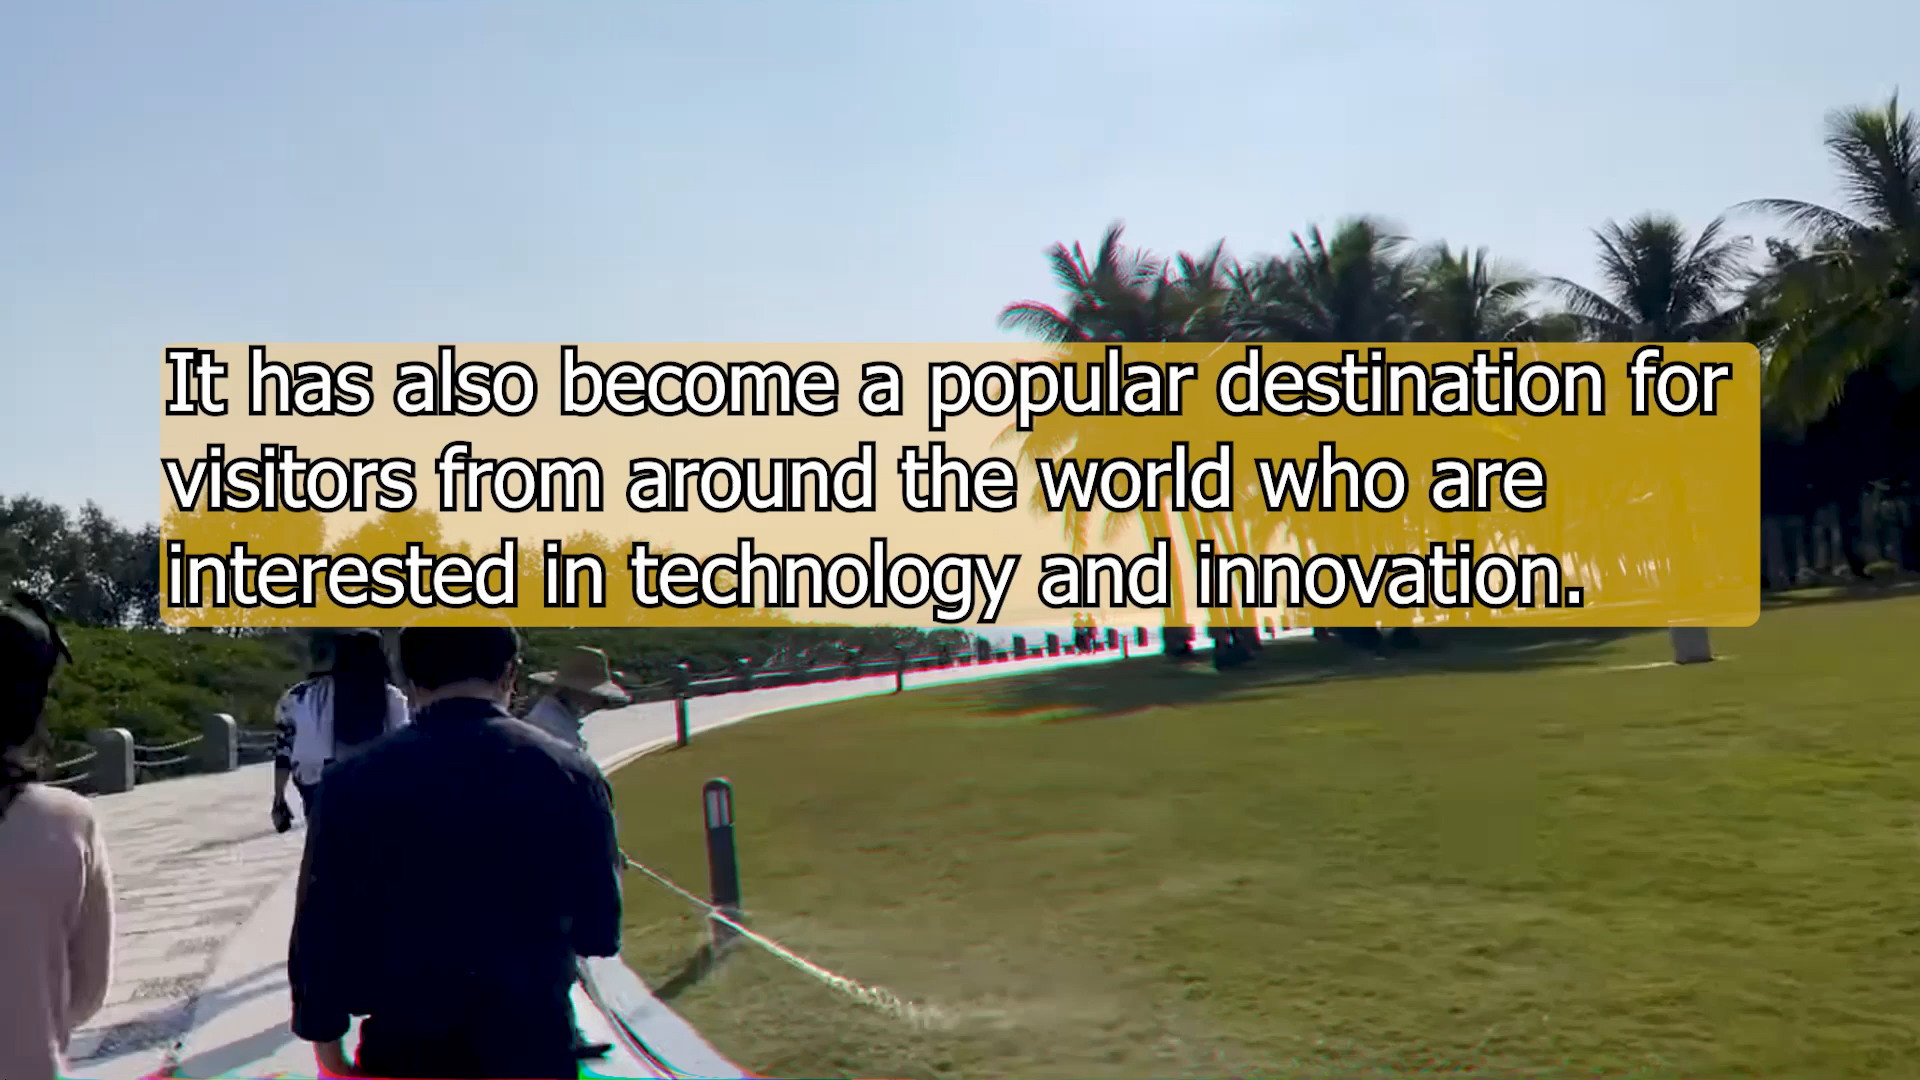 It has also become a popular destination for
visitors from around the world who are
interested in technology and innovation.